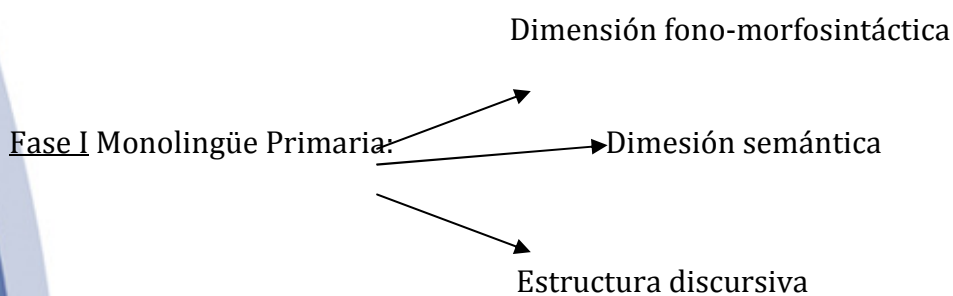 Dimensión fono-morfosintáctica
Fase I Monolingüe Primaria:
Dimesión semántica
Estructura discursiva